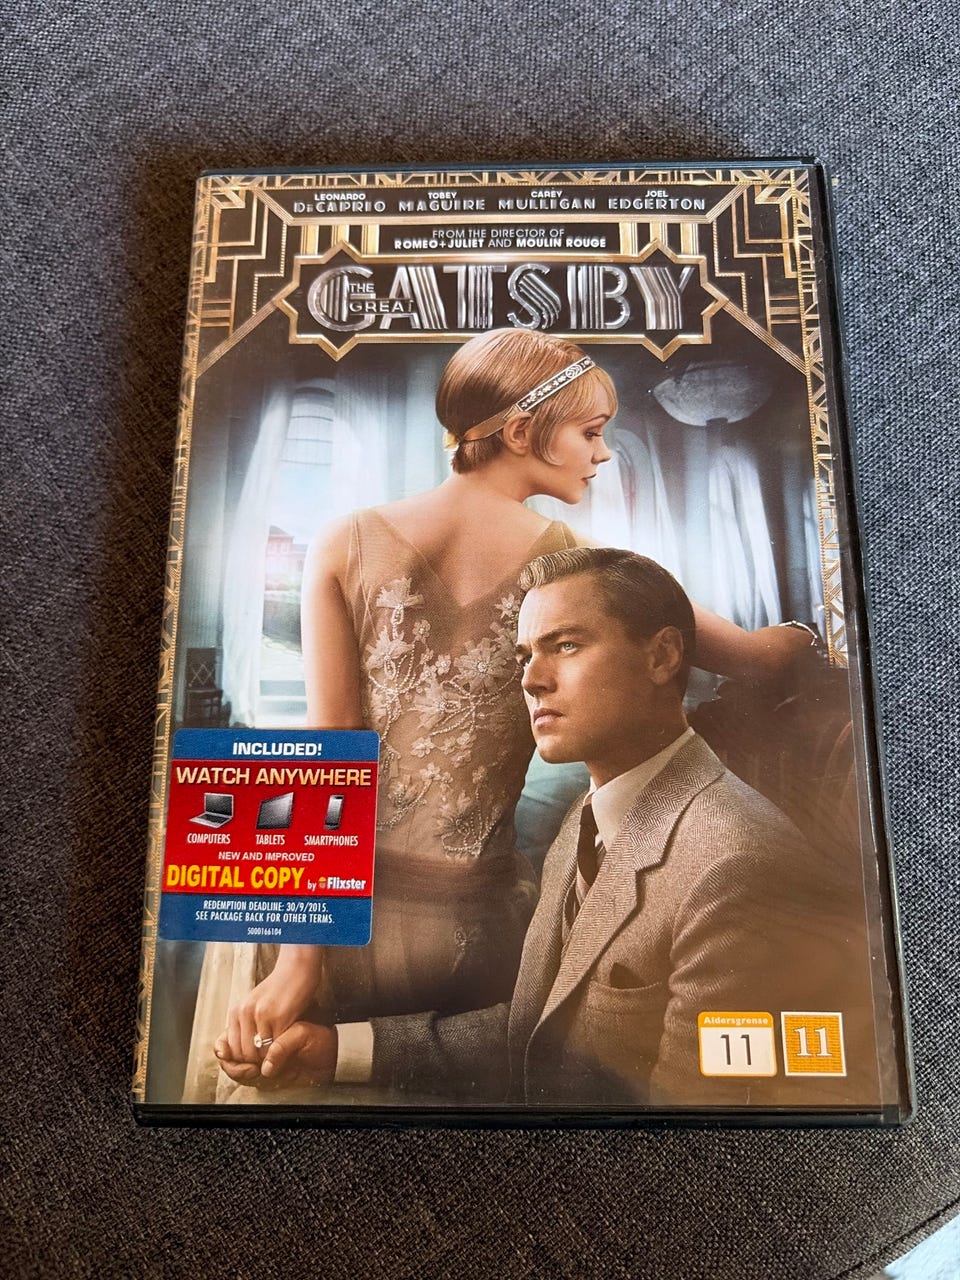 LEONARDO TOBEY CAREY JOEL
DiCAPRIO MAGUIRE MULLIGAN EDGERTON
FROM THE DIRECTOR OF
ROMEO+JULIET AND MOULIN ROUGE
THE
GREAT
GATSBY
INCLUDED!
WATCH ANYWHERE
COMPUTERS TABLETS SMARTPHONES
NEW AND IMPROVED
DIGITAL COPY by Flixster
REDEMPTION DEADLINE: 30/9/2015.
SEE PACKAGE BACK FOR OTHER TERMS.
5000166104
Aldersgrense
11 11